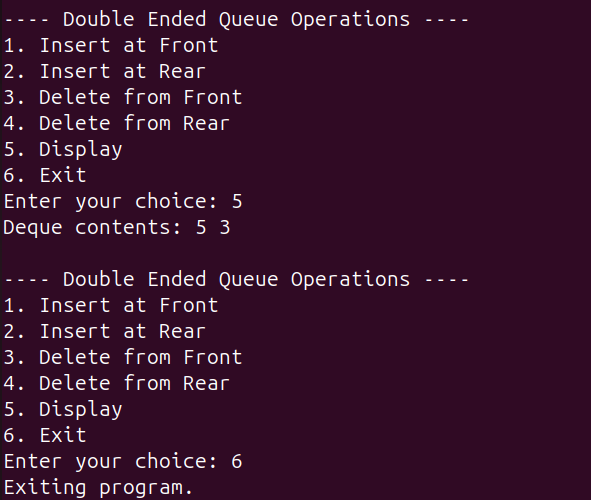 ---- Double Ended Queue Operations ----
1. Insert at Front
2. Insert at Rear
3. Delete from Front
4. Delete from Rear
5. Display
6. Exit
Enter your choice: 5
Deque contents: 5 3

---- Double Ended Queue Operations ----
1. Insert at Front
2. Insert at Rear
3. Delete from Front
4. Delete from Rear
5. Display
6. Exit
Enter your choice: 6
Exiting program.